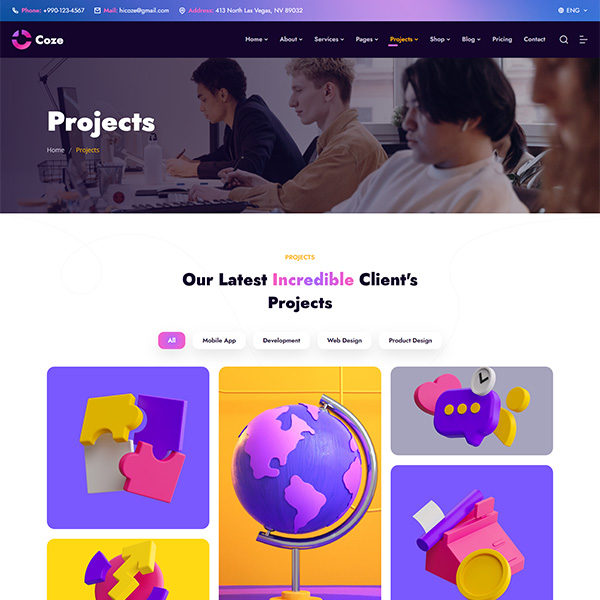 Phone: +990-123-4567 Mail: hicoze@gmail.com Address: 413 North Las Vegas, NV 89032 ENG
Coze Home About Services Pages Projects Shop Blog Pricing Contact
Projects
Home / Projects
PROJECTS
Our Latest Incredible Client's
Projects
All Mobile App Development Web Design Product Design